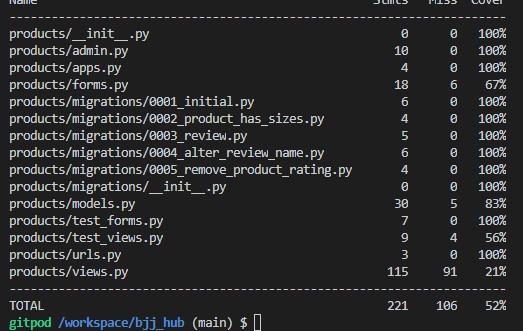 Name Stmts Miss Cover
--------------------------------------------------------------------
products/__init__.py 0 0 100%
products/admin.py 10 0 100%
products/apps.py 4 0 100%
products/forms.py 18 6 67%
products/migrations/0001_initial.py 6 0 100%
products/migrations/0002_product_has_sizes.py 4 0 100%
products/migrations/0003_review.py 5 0 100%
products/migrations/0004_alter_review_name.py 6 0 100%
products/migrations/0005_remove_product_rating.py 4 0 100%
products/migrations/__init__.py 0 0 100%
products/models.py 30 5 83%
products/test_forms.py 7 0 100%
products/test_views.py 9 4 56%
products/urls.py 3 0 100%
products/views.py 115 91 21%
--------------------------------------------------------------------
TOTAL 221 106 52%
gitpod /workspace/bjj_hub (main) $